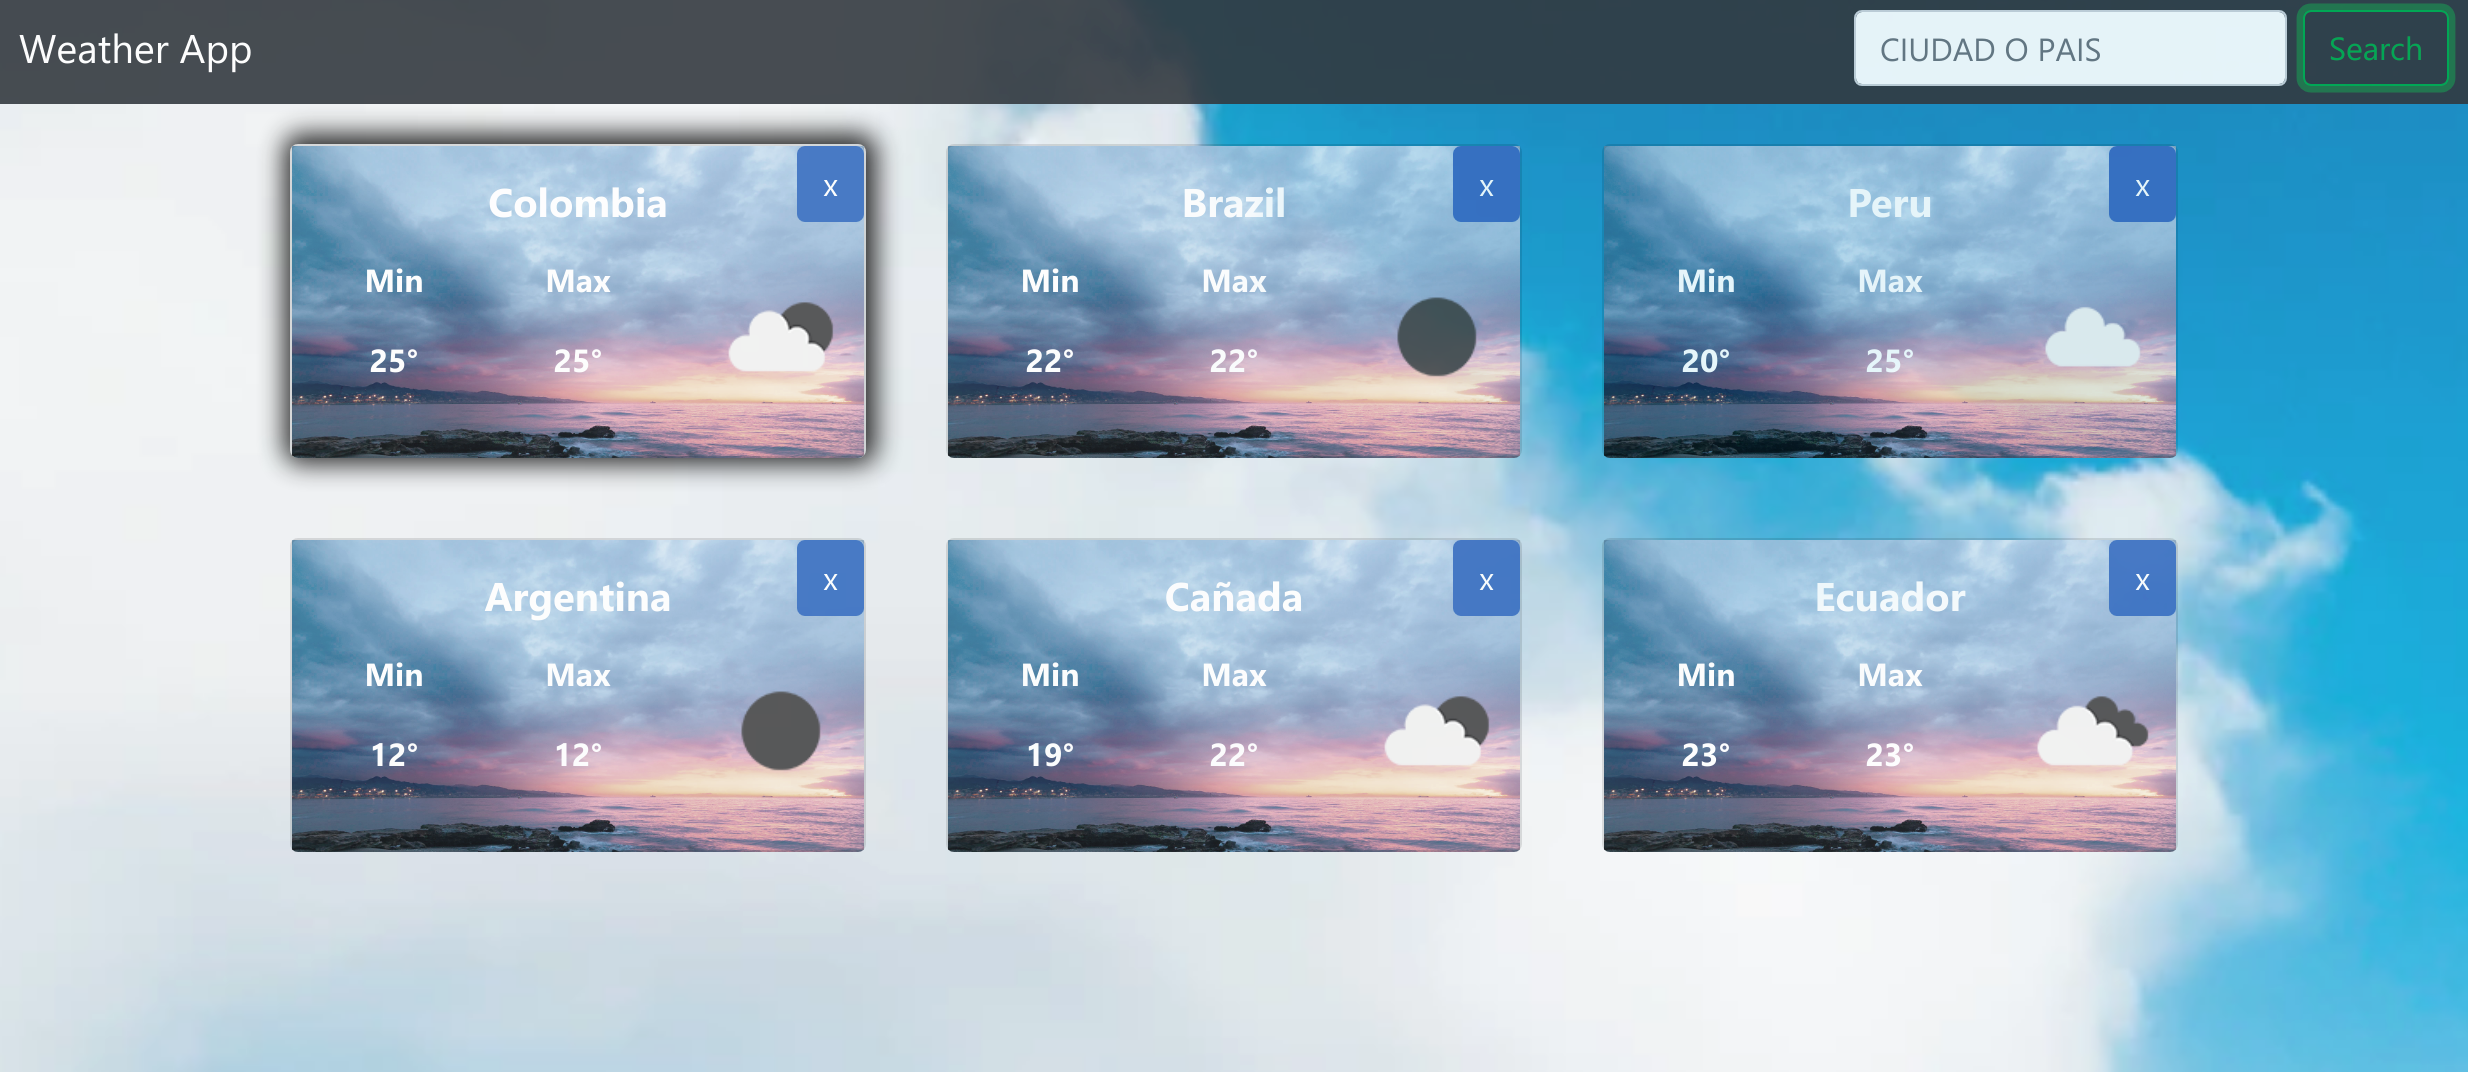 Weather App
CIUDAD O PAIS
Search
Colombia
x
Min Max
25° 25°
Brazil
x
Min Max
22° 22°
Peru
x
Min Max
20° 25°
Argentina
x
Min Max
12° 12°
Cañada
x
Min Max
19° 22°
Ecuador
x
Min Max
23° 23°